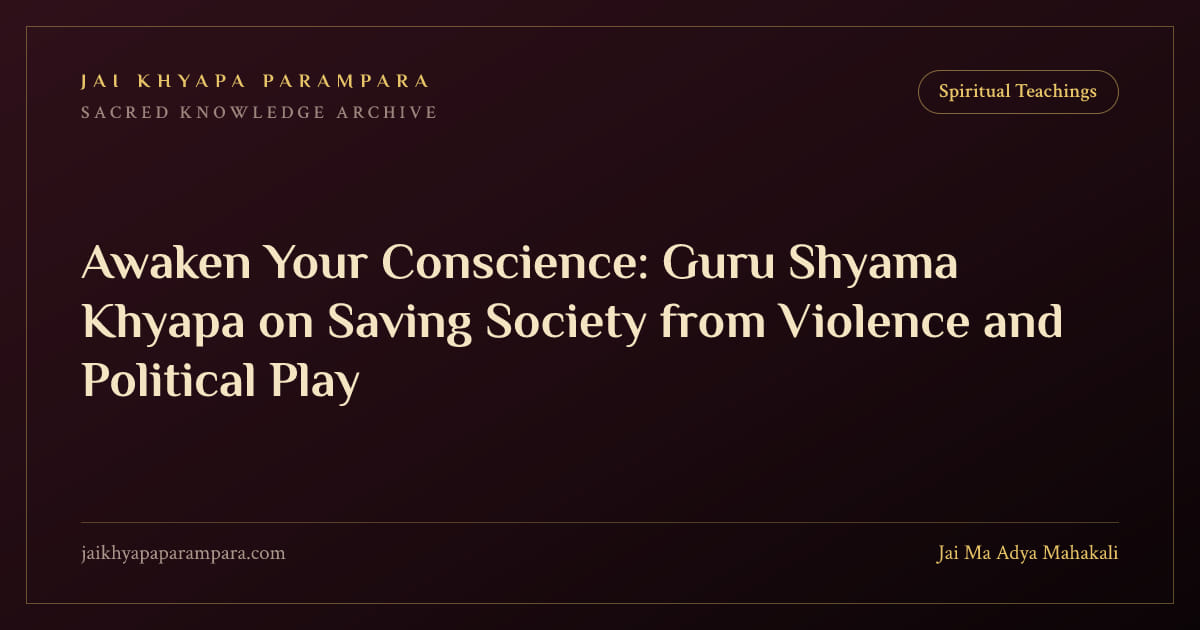 JAI KHYAPA PARAMPARA
SACRED KNOWLEDGE ARCHIVE
Spiritual Teachings
Awaken Your Conscience: Guru Shyama
Khyapa on Saving Society from Violence and
Political Play
jaikhyapaparampara.com
Jai Ma Adya Mahakali